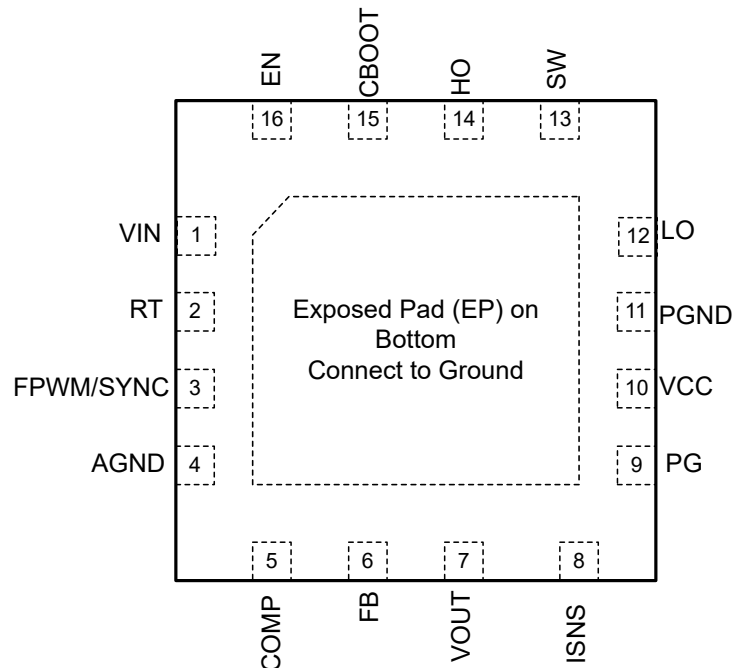 EN
CBOOT
HO
SW
16
15
14
13
VIN
1
12
LO
RT
2
11
PGND
FPWM/SYNC
3
10
VCC
AGND
4
9
PG
Exposed Pad (EP) on
Bottom
Connect to Ground
5
6
7
8
COMP
FB
VOUT
ISNS